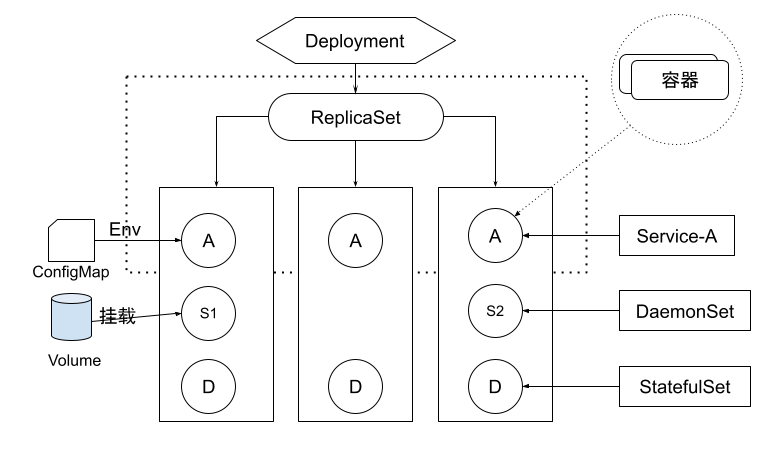 Deployment
容器
ReplicaSet
A
A
A
Env
Service-A
ConfigMap
S1
S2
DaemonSet
挂载
Volume
D
D
D
StatefulSet